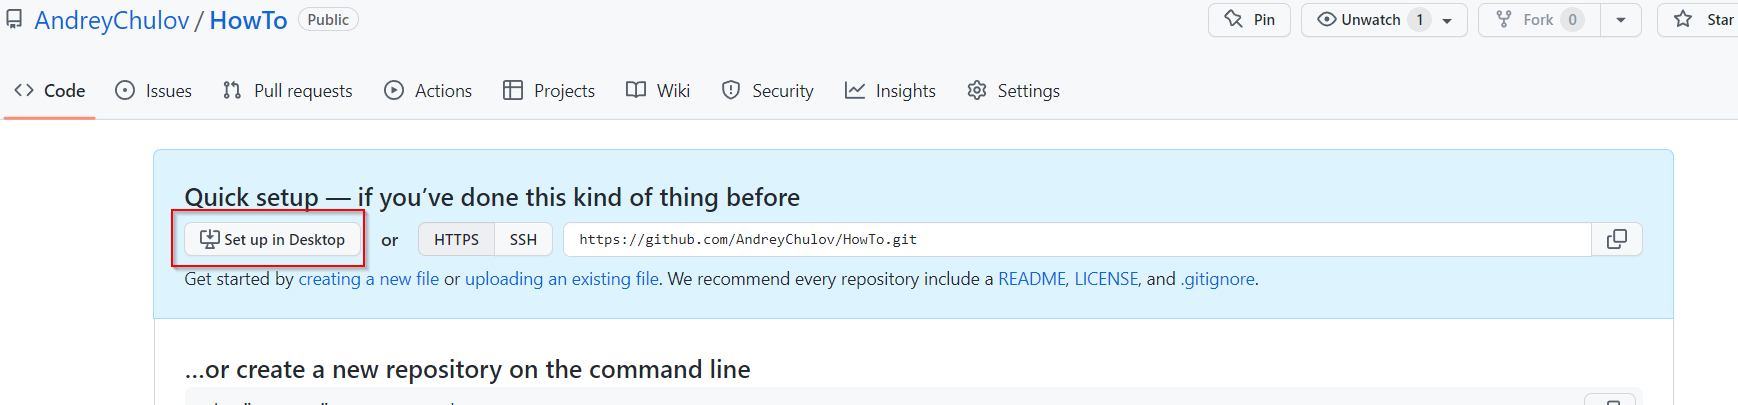 AndreyChulov / HowTo Public Pin Unwatch 1 Fork 0 Star
Code Issues Pull requests Actions Projects Wiki Security Insights Settings
Quick setup — if you’ve done this kind of thing before
Set up in Desktop or HTTPS SSH https://github.com/AndreyChulov/HowTo.git
Get started by creating a new file or uploading an existing file. We recommend every repository include a README, LICENSE, and .gitignore.
…or create a new repository on the command line